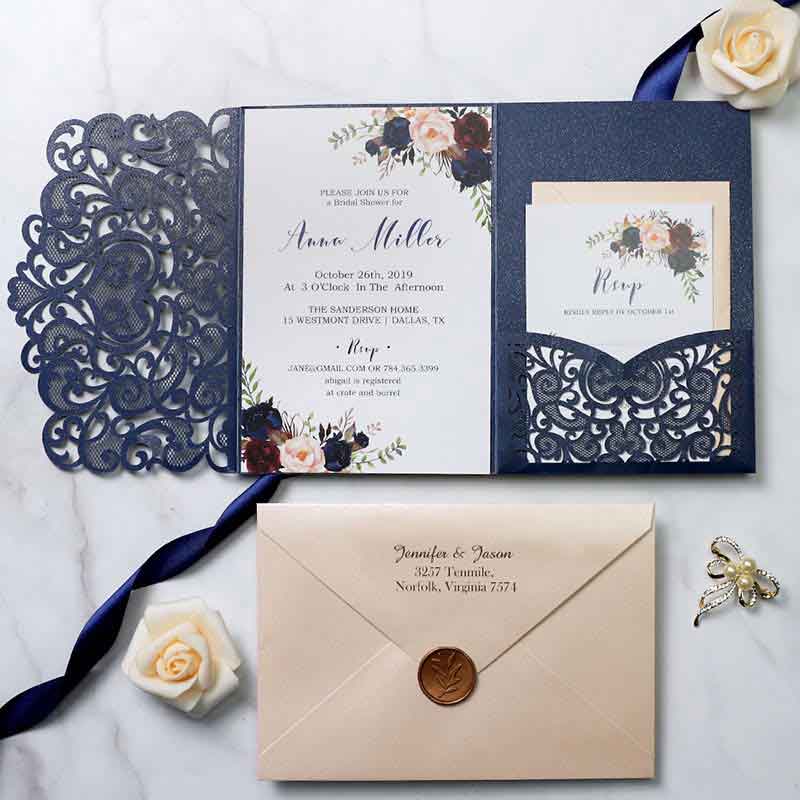 PLEASE JOIN US FOR
a Bridal Shower for
Anna Miller
October 26th, 2019
At 3 O'Clock In The Afternoon
THE SANDERSON HOME
15 WESTMONT DRIVE | DALLAS, TX
• Rsvp •
JANE@GMAIL.COM OR 784.365.3399
abigail is registered
at crate and burrel
Rsvp
KINDLY REPLY BY OCTOBER 1st
Jennifer & Jason
3257 Tenmile,
Norfolk, Virginia 7574